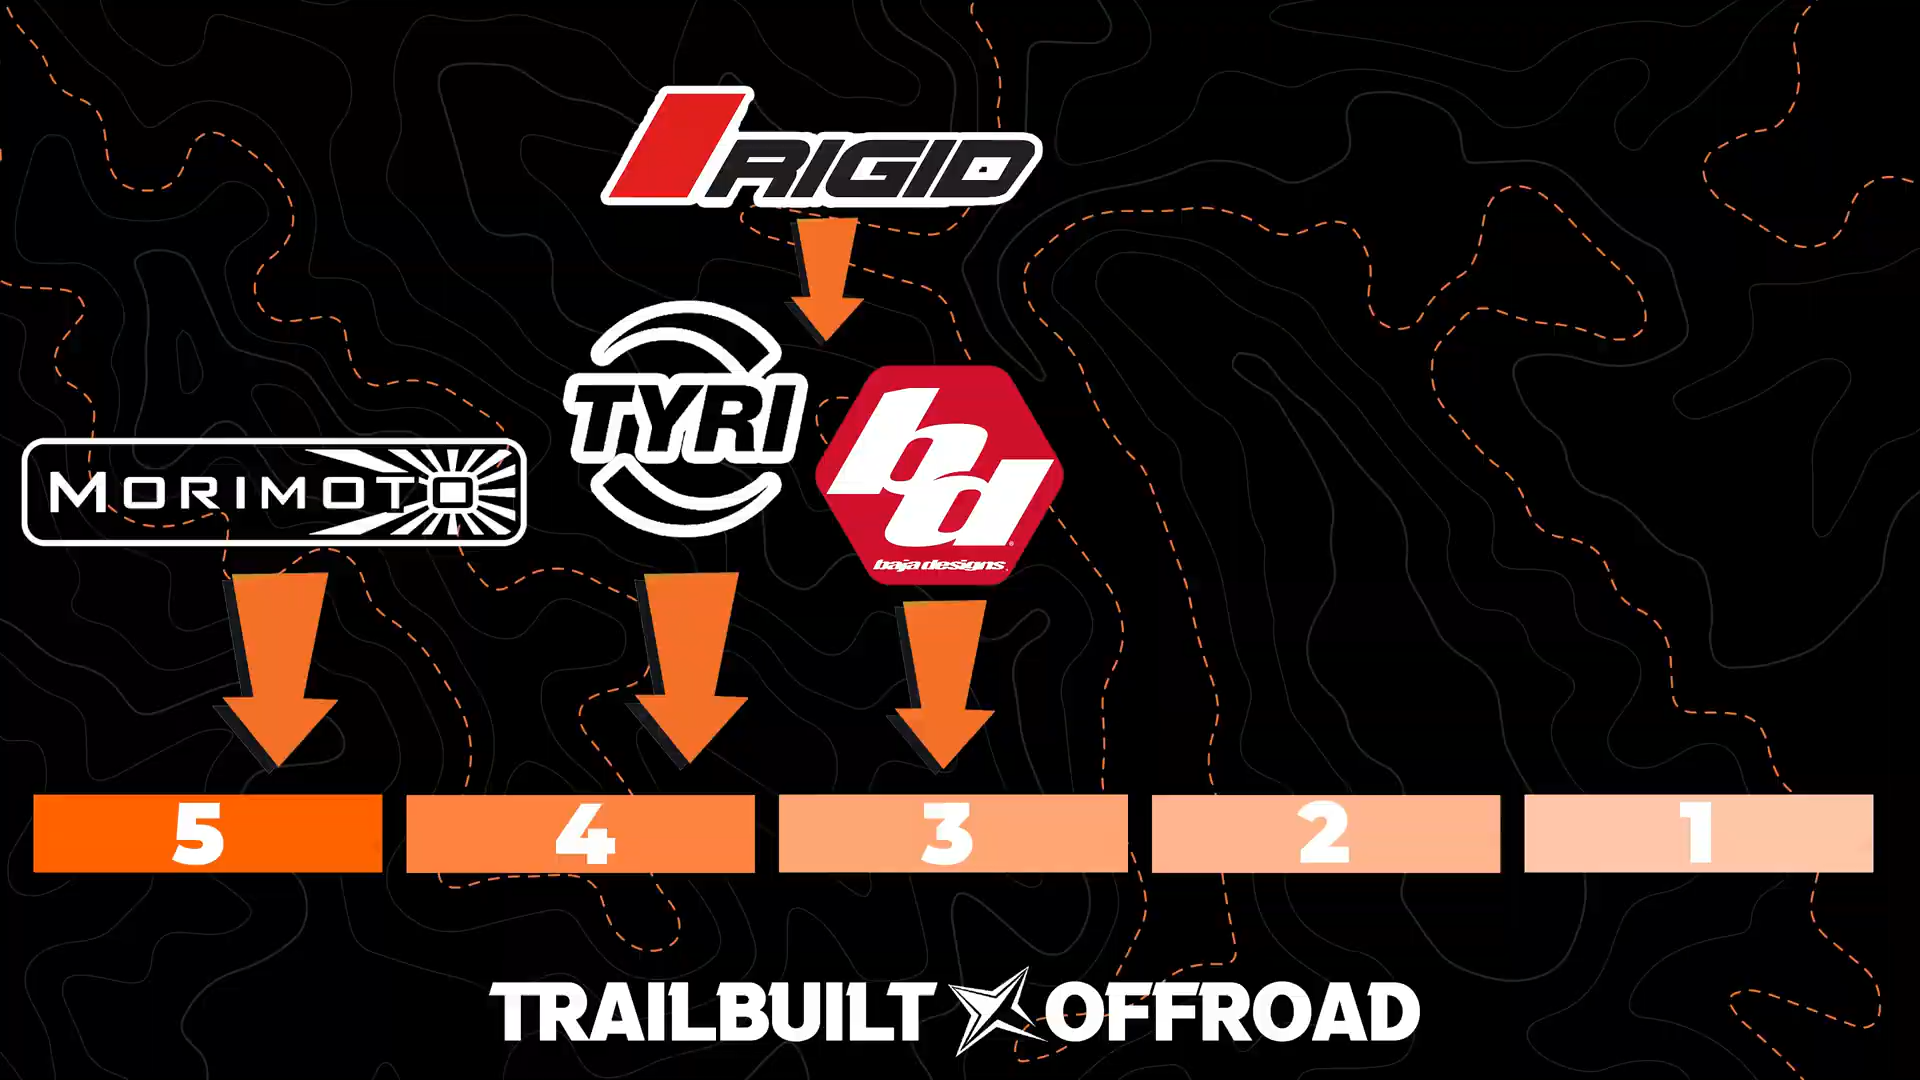 RIGID
TYRI
MORIMOTO
bd
baja designs
5 4 3 2 1
TRAILBUILT OFFROAD